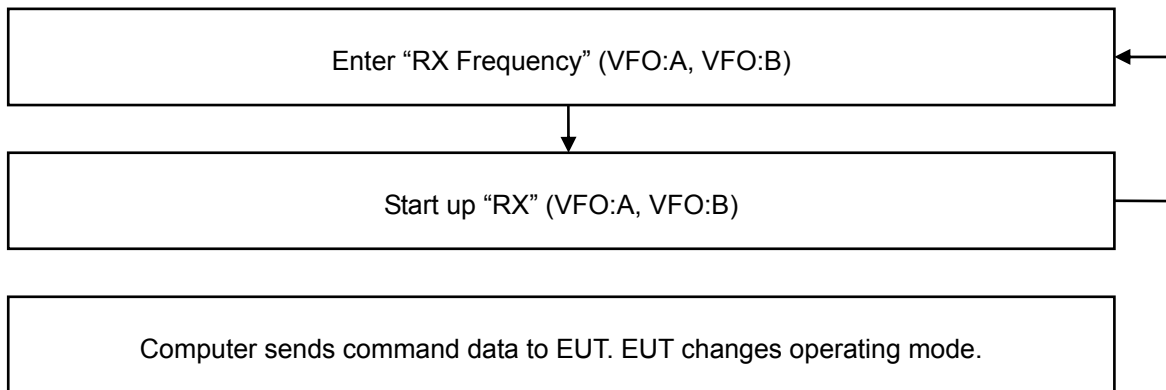 Enter “RX Frequency” (VFO:A, VFO:B)
Start up “RX” (VFO:A, VFO:B)
Computer sends command data to EUT. EUT changes operating mode.